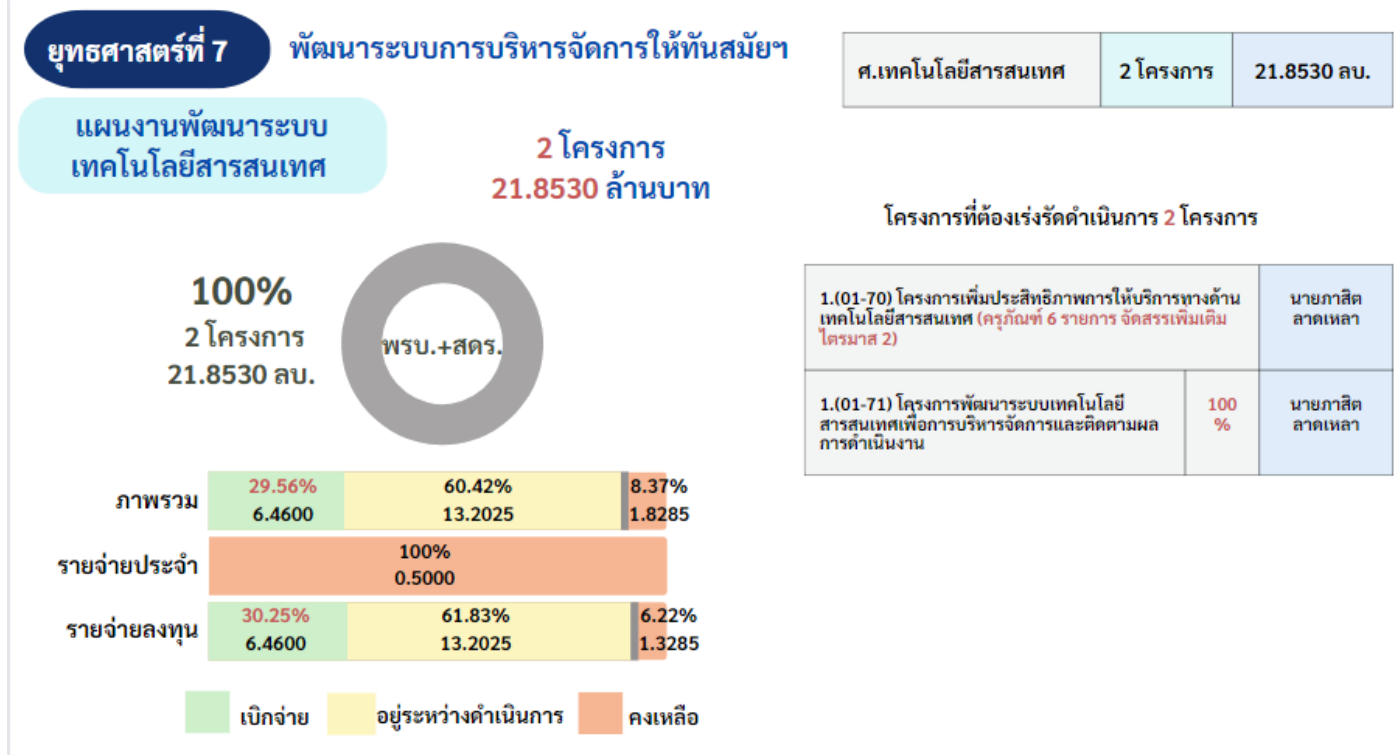 ยุทธศาสตร์ที่ 7
พัฒนาระบบการบริหารจัดการให้ทันสมัยฯ
แผนงานพัฒนาระบบ
เทคโนโลยีสารสนเทศ
2 โครงการ
21.8530 ล้านบาท
100%
2 โครงการ
21.8530 ลบ.
พรบ.+สดร.
ภาพรวม
29.56%
6.4600
60.42%
13.2025
8.37%
1.8285
รายจ่ายประจำ
100%
0.5000
รายจ่ายลงทุน
30.25%
6.4600
61.83%
13.2025
6.22%
1.3285
เบิกจ่าย
อยู่ระหว่างดำเนินการ
คงเหลือ
ศ.เทคโนโลยีสารสนเทศ
2 โครงการ
21.8530 ลบ.
โครงการที่ต้องเร่งรัดดำเนินการ 2 โครงการ
1.(01-70) โครงการเพิ่มประสิทธิภาพการให้บริการทางด้าน
เทคโนโลยีสารสนเทศ (ครุภัณฑ์ 6 รายการ จัดสรรเพิ่มเติม
ไตรมาส 2)
นายภาสิต
ลาดเหลา
1.(01-71) โครงการพัฒนาระบบเทคโนโลยี
สารสนเทศเพื่อการบริหารจัดการและติดตามผล
การดำเนินงาน
100
%
นายภาสิต
ลาดเหลา